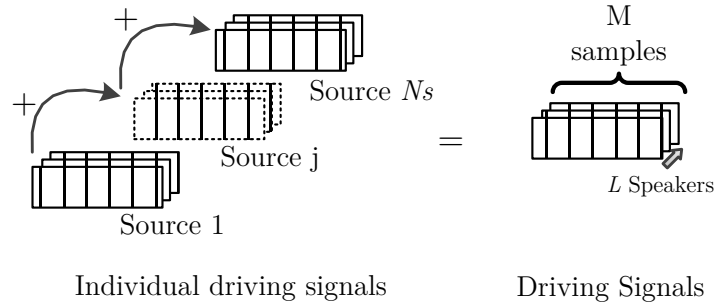 +
+
Source Ns
Source j
Source 1
=
M
samples
L Speakers
Individual driving signals
Driving Signals